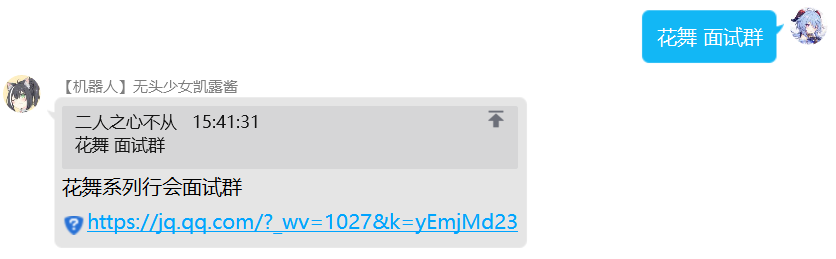 花舞 面试群
【机器人】无头少女凯露酱
二人之心不从 15:41:31
花舞 面试群
花舞系列行会面试群
https://jq.qq.com/?_wv=1027&k=yEmjMd23